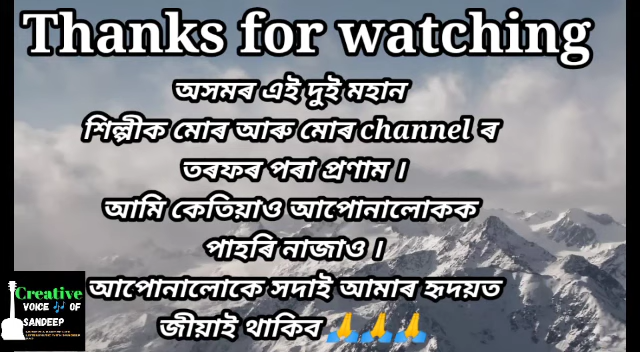 Thanks for watching
অসমৰ এই দুই মহান
শিল্পীক মোৰ আৰু মোৰ channel ৰ
তৰফৰ পৰা প্ৰণাম ।
আমি কেতিয়াও আপোনালোকক
পাহৰি নাজাও ।
আপোনালোকে সদাই আমাৰ হৃদয়ত
জীয়াই থাকিব 🙏🙏🙏
Creative
VOICE 🎶 OF
SANDEEP